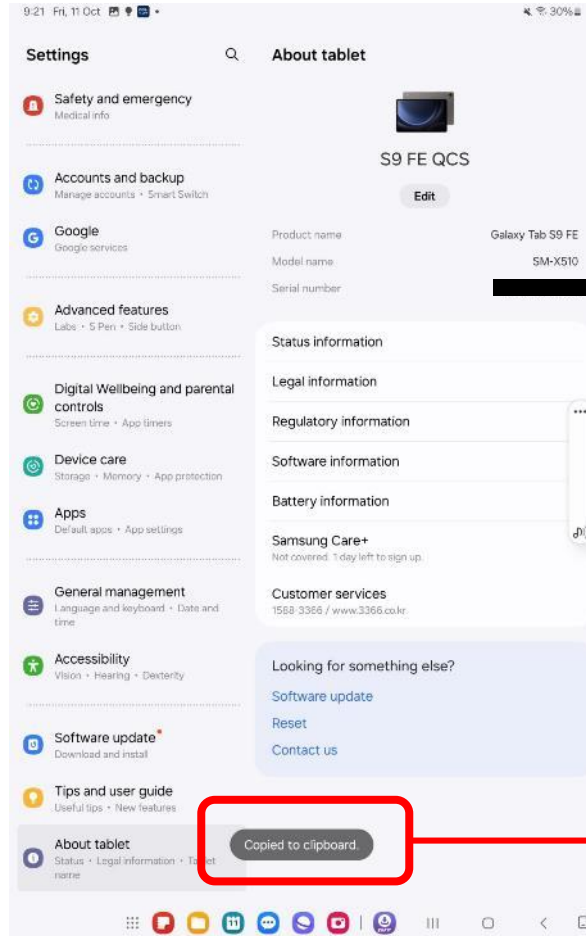 9:21 Fri, 11 Oct
30%
Settings
Safety and emergency
Medical info
Accounts and backup
Manage accounts • Smart Switch
Google
Google services
Advanced features
Labs • S Pen • Side button
Digital Wellbeing and parental
controls
Screen time • App timers
Device care
Storage • Memory • App protection
Apps
Default apps • App settings
General management
Language and keyboard • Date and
time
Accessibility
Vision • Hearing • Dexterity
Software update
Download and install
Tips and user guide
Useful tips • New features
About tablet
Status • Legal information • Tablet
name
About tablet
S9 FE QCS
Edit
Product name Galaxy Tab S9 FE
Model name SM-X510
Serial number
Status information
Legal information
Regulatory information
Software information
Battery information
Samsung Care+
Not covered. 1 day left to sign up.
Customer services
1588-3366 / www.3366.co.kr
Looking for something else?
Software update
Reset
Contact us
Copied to clipboard.
11